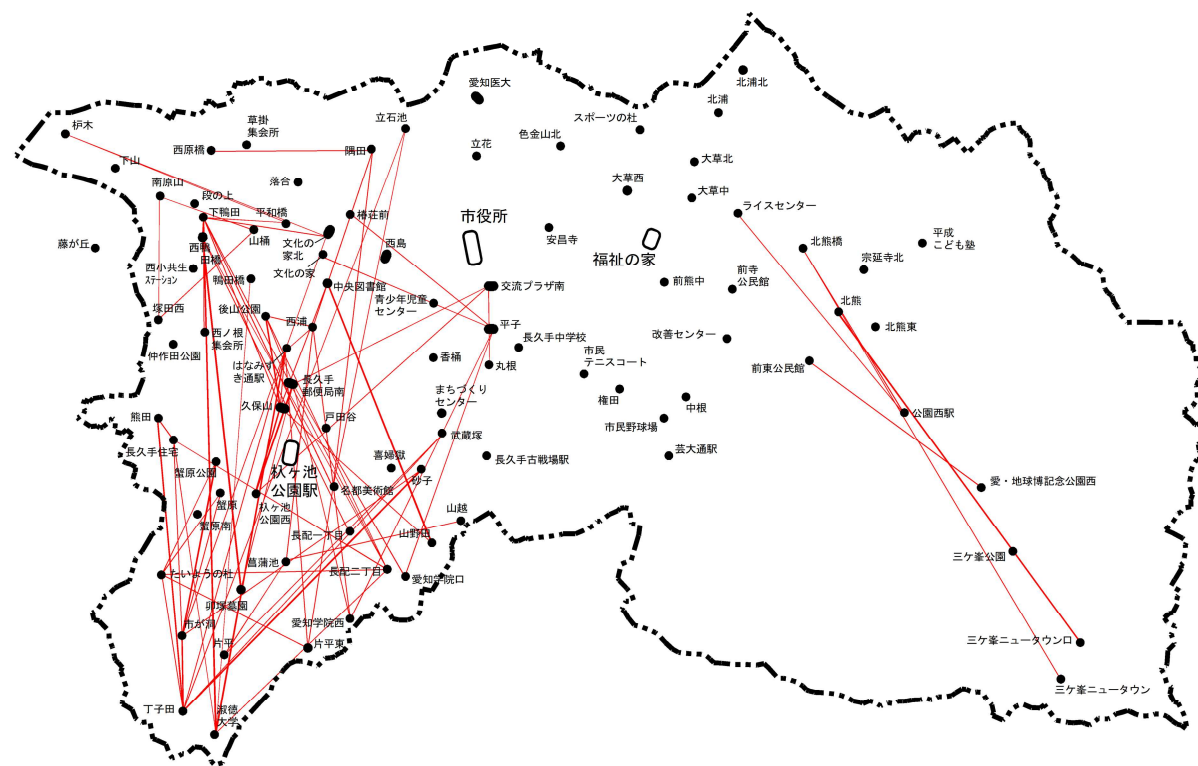 愛知医大
北浦北
北浦
スポーツの杜
立石池
色金山北
枦木
草掛
集会所
西原橋
隅田
立花
大草北
下山
南原山
落合
大草西
大草中
段の上
下鴨田
平和橋
椿荘前
市役所
ライスセンター
藤が丘
西鴨
田橋
山桶
文化の
家北
西島
安昌寺
福祉の家
北熊橋
平成
こども塾
宗延寺北
西小共生
ステーション
鴨田橋
文化の家
中央図書館
青少年児童
センター
交流プラザ南
前熊中
前寺
公民館
北熊
塚田西
後山公園
西浦
平子
長久手中学校
北熊東
西ノ根
集会所
改善センター
仲作田公園
はなみず
き通駅
香桶
丸根
市民
テニスコート
前東公民館
長久手
郵便局南
まちづくり
センター
権田
中根
熊田
久保山
戸田谷
武蔵塚
市民野球場
公園西駅
長久手住宅
蟹原公園
杁ヶ池
公園駅
喜婦嶽
砂子
長久手古戦場駅
芸大通駅
愛・地球博記念公園西
蟹原
杁ヶ池
公園西
名都美術館
山越
蟹原南
長配一丁目
山野田
三ケ峯公園
たいようの杜
菖蒲池
長配二丁目
愛知学院口
卯塚墓園
市が洞
愛知学院西
片平
片平東
三ケ峯ニュータウン口
三ケ峯ニュータウン
丁子田
淑徳
大学